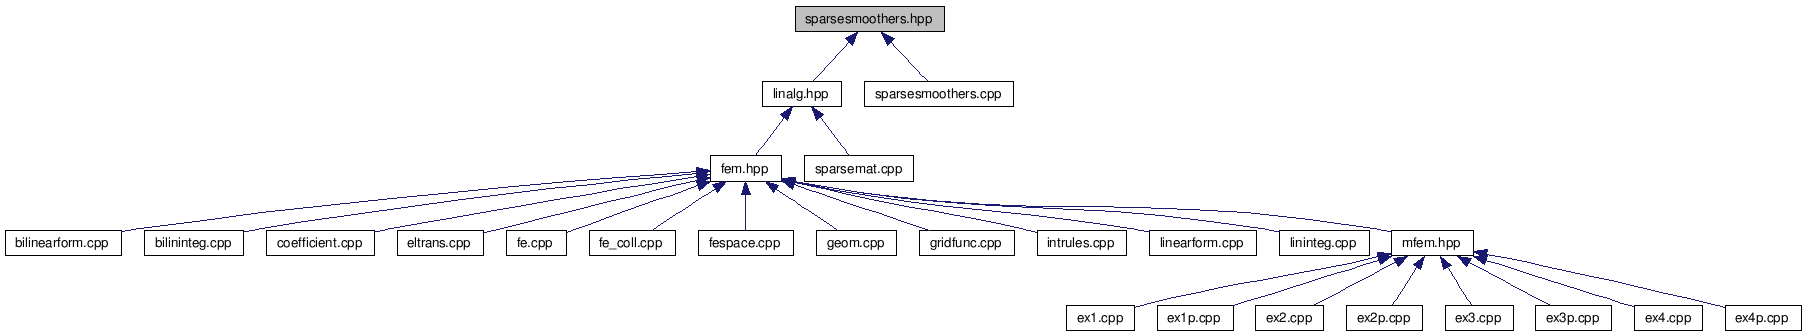 sparsesmoothers.hpp
linalg.hpp
sparsesmoothers.cpp
fem.hpp
sparsemat.cpp
bilinearform.cpp
bilininteg.cpp
coefficient.cpp
eltrans.cpp
fe.cpp
fe_coll.cpp
fespace.cpp
geom.cpp
gridfunc.cpp
intrules.cpp
linearform.cpp
lininteg.cpp
mfem.hpp
ex1.cpp
ex1p.cpp
ex2.cpp
ex2p.cpp
ex3.cpp
ex3p.cpp
ex4.cpp
ex4p.cpp